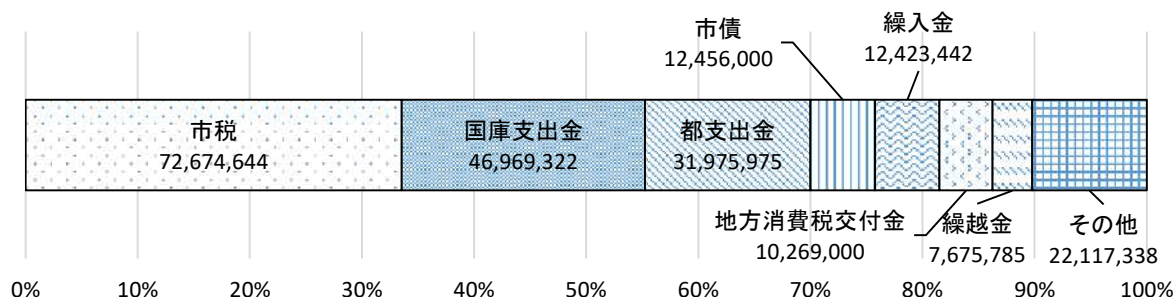 市債
12,456,000
繰入金
12,423,442
市税
72,674,644
国庫支出金
46,969,322
都支出金
31,975,975
地方消費税交付金
10,269,000
繰越金
7,675,785
その他
22,117,338
0% 10% 20% 30% 40% 50% 60% 70% 80% 90% 100%